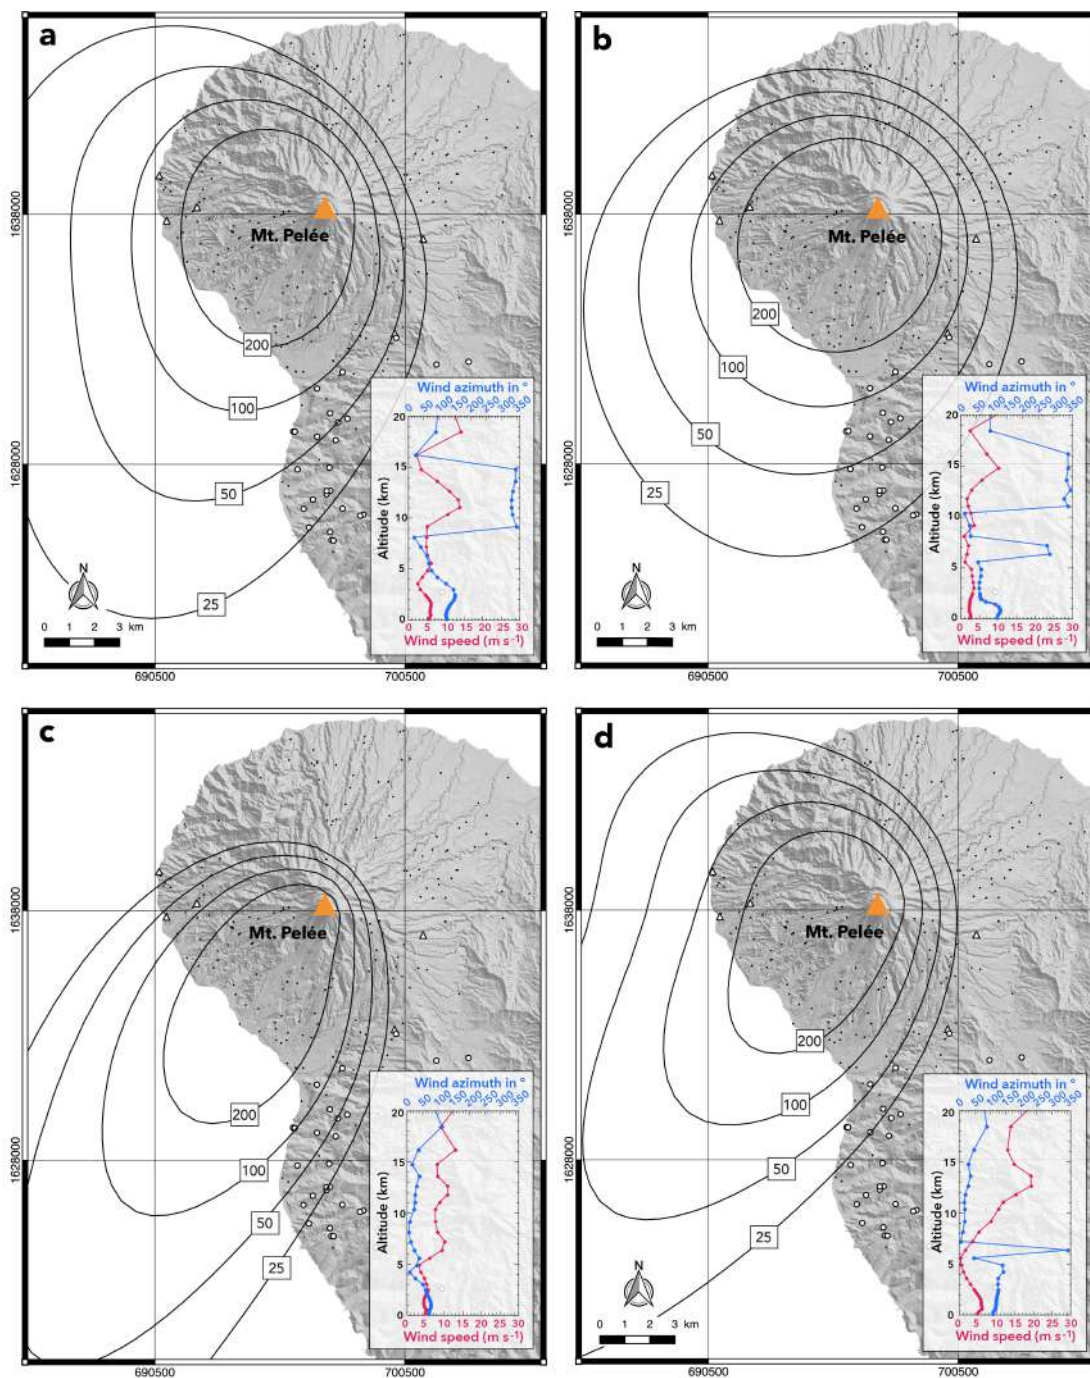 a
1638000
1628000
690500
700500
Mt. Pelée
200
100
50
25
N
0 1 2 3 km
Wind azimuth in °
0 50 100 150 200 250 300 350
Altitude (km)
20
15
10
5
0
0 5 10 15 20 25 30
Wind speed (m s⁻¹)
b
1638000
1628000
690500
700500
Mt. Pelée
200
100
50
25
N
0 1 2 3 km
Wind azimuth in °
0 50 100 150 200 250 300 350
Altitude (km)
20
15
10
5
0
0 5 10 15 20 25 30
Wind speed (m s⁻¹)
c
1638000
1628000
690500
700500
Mt. Pelée
200
100
50
25
Wind azimuth in °
0 50 100 150 200 250 300 350
Altitude (km)
20
15
10
5
0
0 5 10 15 20 25 30
Wind speed (m s⁻¹)
d
1638000
1628000
690500
700500
Mt. Pelée
200
100
50
25
N
0 1 2 3 km
Wind azimuth in °
0 50 100 150 200 250 300 350
Altitude (km)
20
15
10
5
0
0 5 10 15 20 25 30
Wind speed (m s⁻¹)